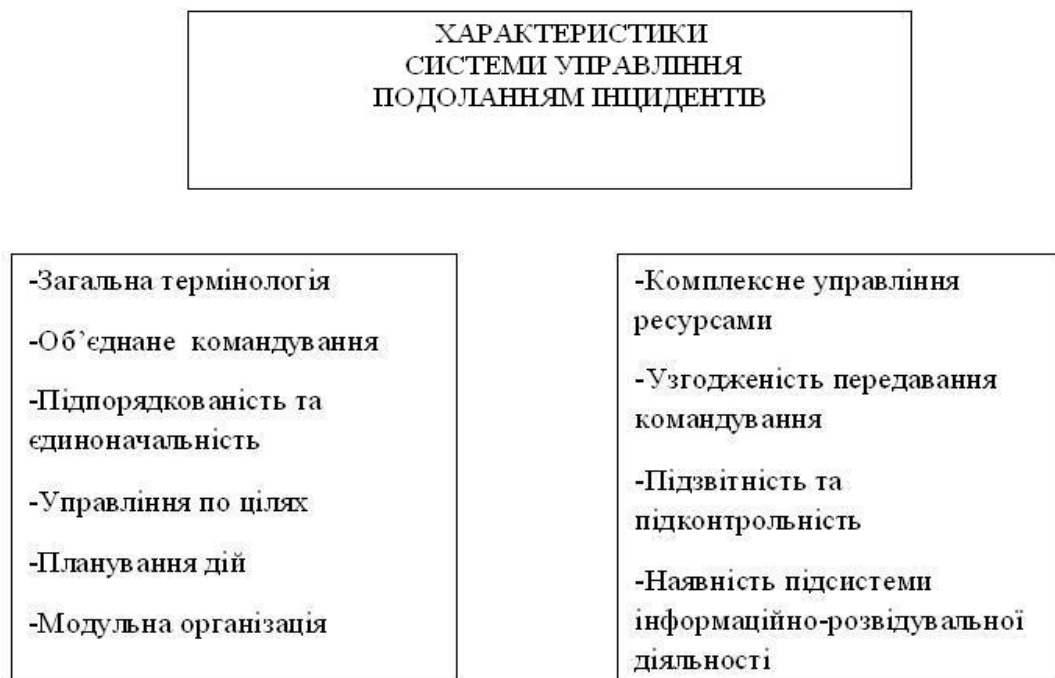 ХАРАКТЕРИСТИКИ
СИСТЕМИ УПРАВЛІННЯ
ПОДОЛАННЯМ ІНЦИДЕНТІВ
-Загальна термінологія
-Об’єднане командування
-Підпорядкованість та
єдиноначальність
-Управління по цілях
-Планування дій
-Модульна організація
-Комплексне управління
ресурсами
-Узгодженість передавання
командування
-Підзвітність та
підконтрольність
-Наявність підсистеми
інформаційно-розвідувальної
діяльності